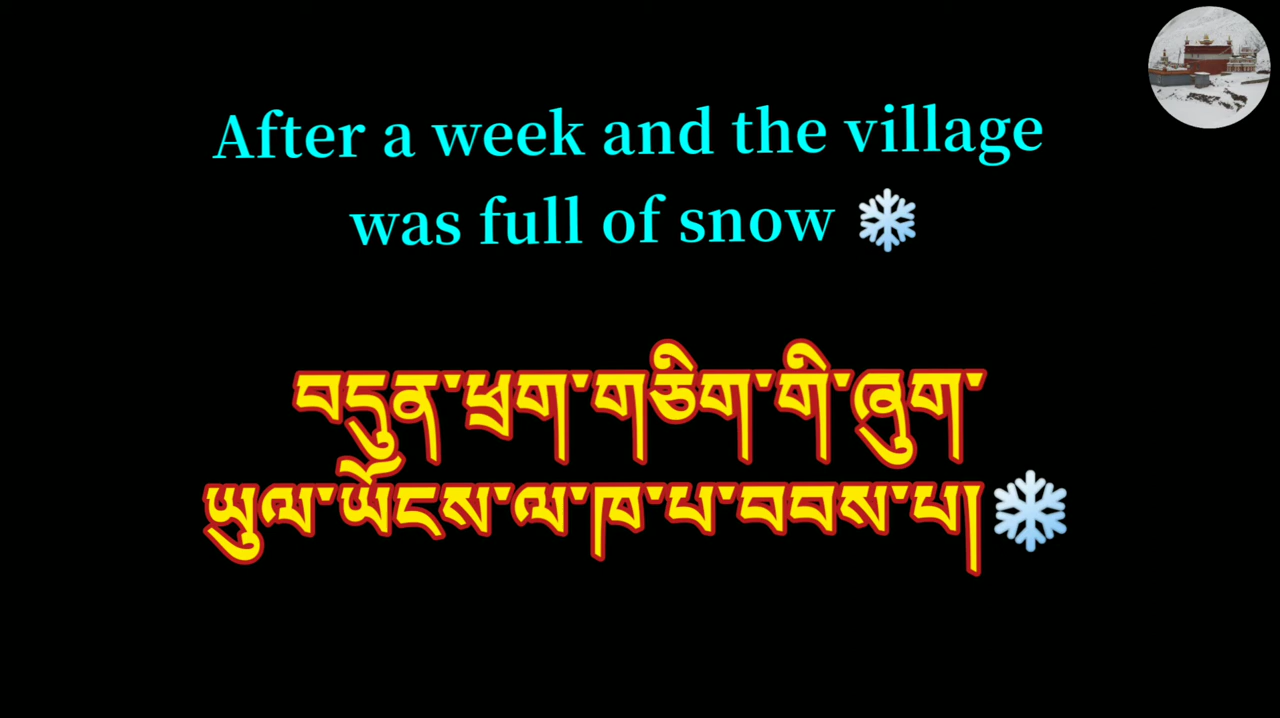 After a week and the village
was full of snow ❄️
བདུན་ཕྲག་གཅིག་གི་ཞུག་
ཡུལ་ཡོངས་ལ་ཁ་པ་བབས་པ། ❄️